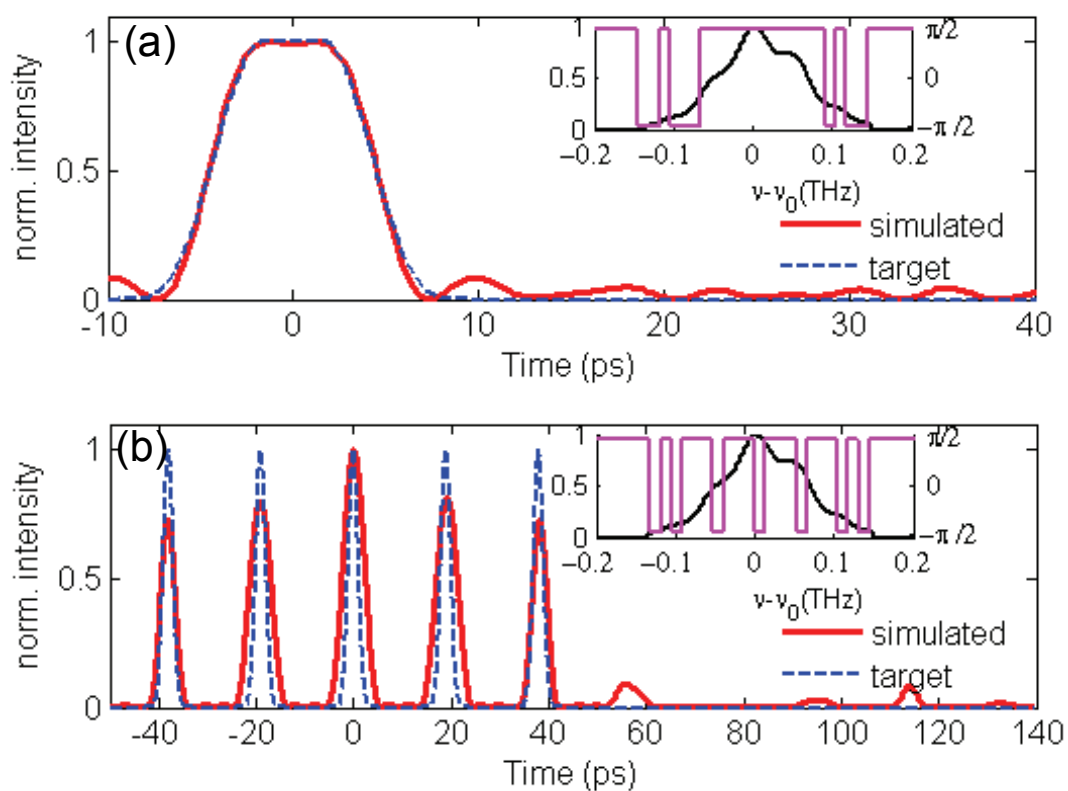 (a)
norm. intensity
1
0.5
0
-10 0 10 20 30 40
Time (ps)
1
0.5
0
π/2
0
−π /2
−0.2 −0.1 0 0.1 0.2
ν-ν0(THz)
simulated
target
(b)
norm. intensity
1
0.5
0
-40 -20 0 20 40 60 80 100 120 140
Time (ps)
1
0.5
0
π/2
0
−π /2
−0.2 −0.1 0 0.1 0.2
ν-ν0(THz)
simulated
target